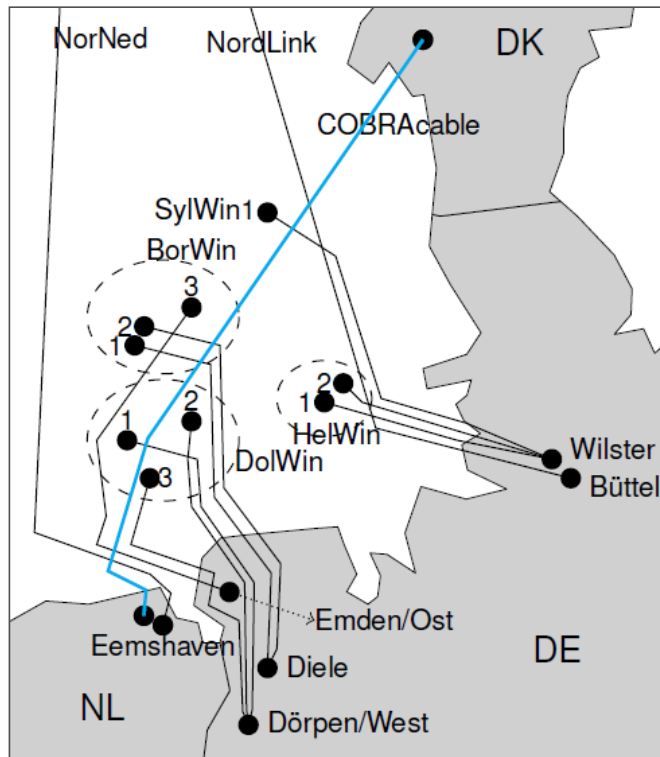 NorNed
NordLink
DK
COBRAcable
SylWin1
BorWin
3
2
1
2
1
HelWin
2
1
DolWin
3
Wilster
Büttel
Emden/Ost
Eemshaven
DE
Diele
NL
Dörpen/West